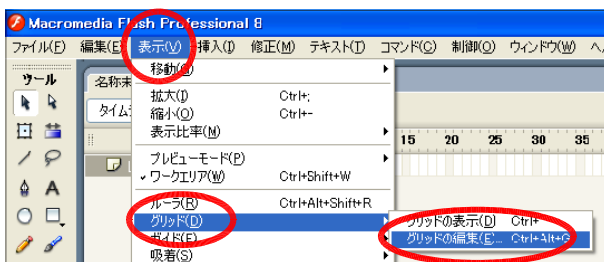 Macromedia Flash Professional 8
ファイル(F) 編集(E) 表示(V) 挿入(I) 修正(M) テキスト(T) コマンド(C) 制御(O) ウィンドウ(W)
ツール
名称未
移動(G)
拡大(I) Ctrl+;
縮小(O) Ctrl+-
表示比率(M)
15 20 25 30 35
プレビューモード(P)
ワークエリア(W) Ctrl+Shift+W
ルーラ(R) Ctrl+Alt+Shift+R
グリッド(D)
グリッドの表示(D) Ctrl+
グリッドの編集(E)... Ctrl+Alt+G
ガイド(E)
吸着(S)